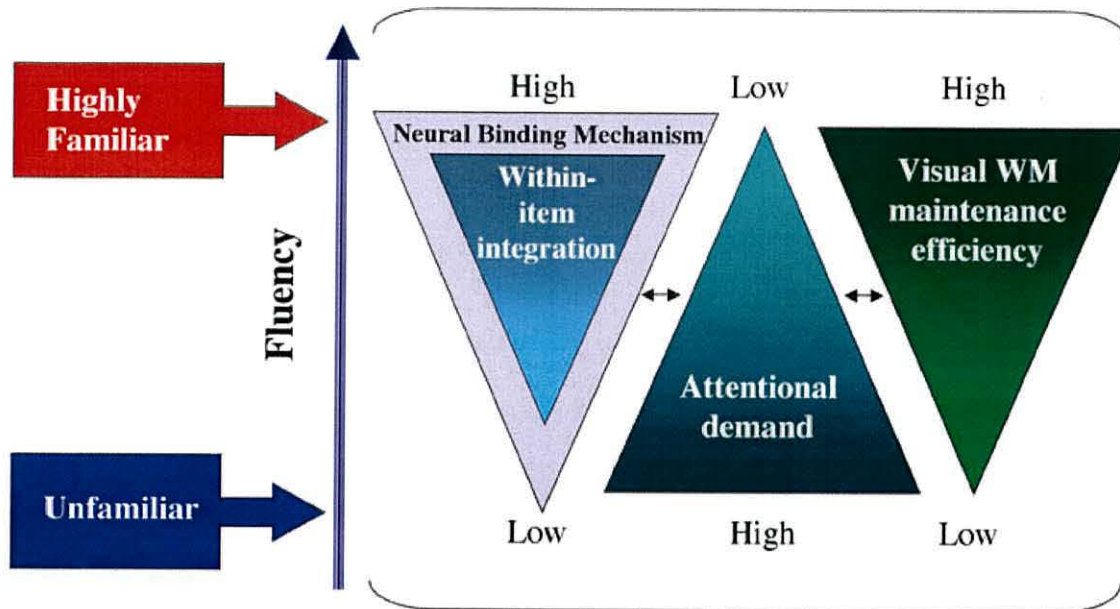 Highly
Familiar
Unfamiliar
Fluency
High
Low
High
Neural Binding Mechanism
Within-
item
integration
Attentional
demand
Visual WM
maintenance
efficiency
Low
High
Low